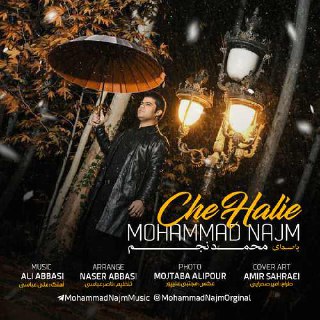 Che Halie
MOHAMMAD NAJM
باصدای محمد نجم
MUSIC ARRANGE PHOTO COVER ART
ALI ABBASI NASER ABBASI MOJTABA ALIPOUR AMIR SAHRAEI
آهنگ:علی عباسی تنظیم:ناصر عباسی عکس:مجتبی علیپور طراح:امیر صحرایی
MohammadNajmMusic @MohammadNajmOrginal